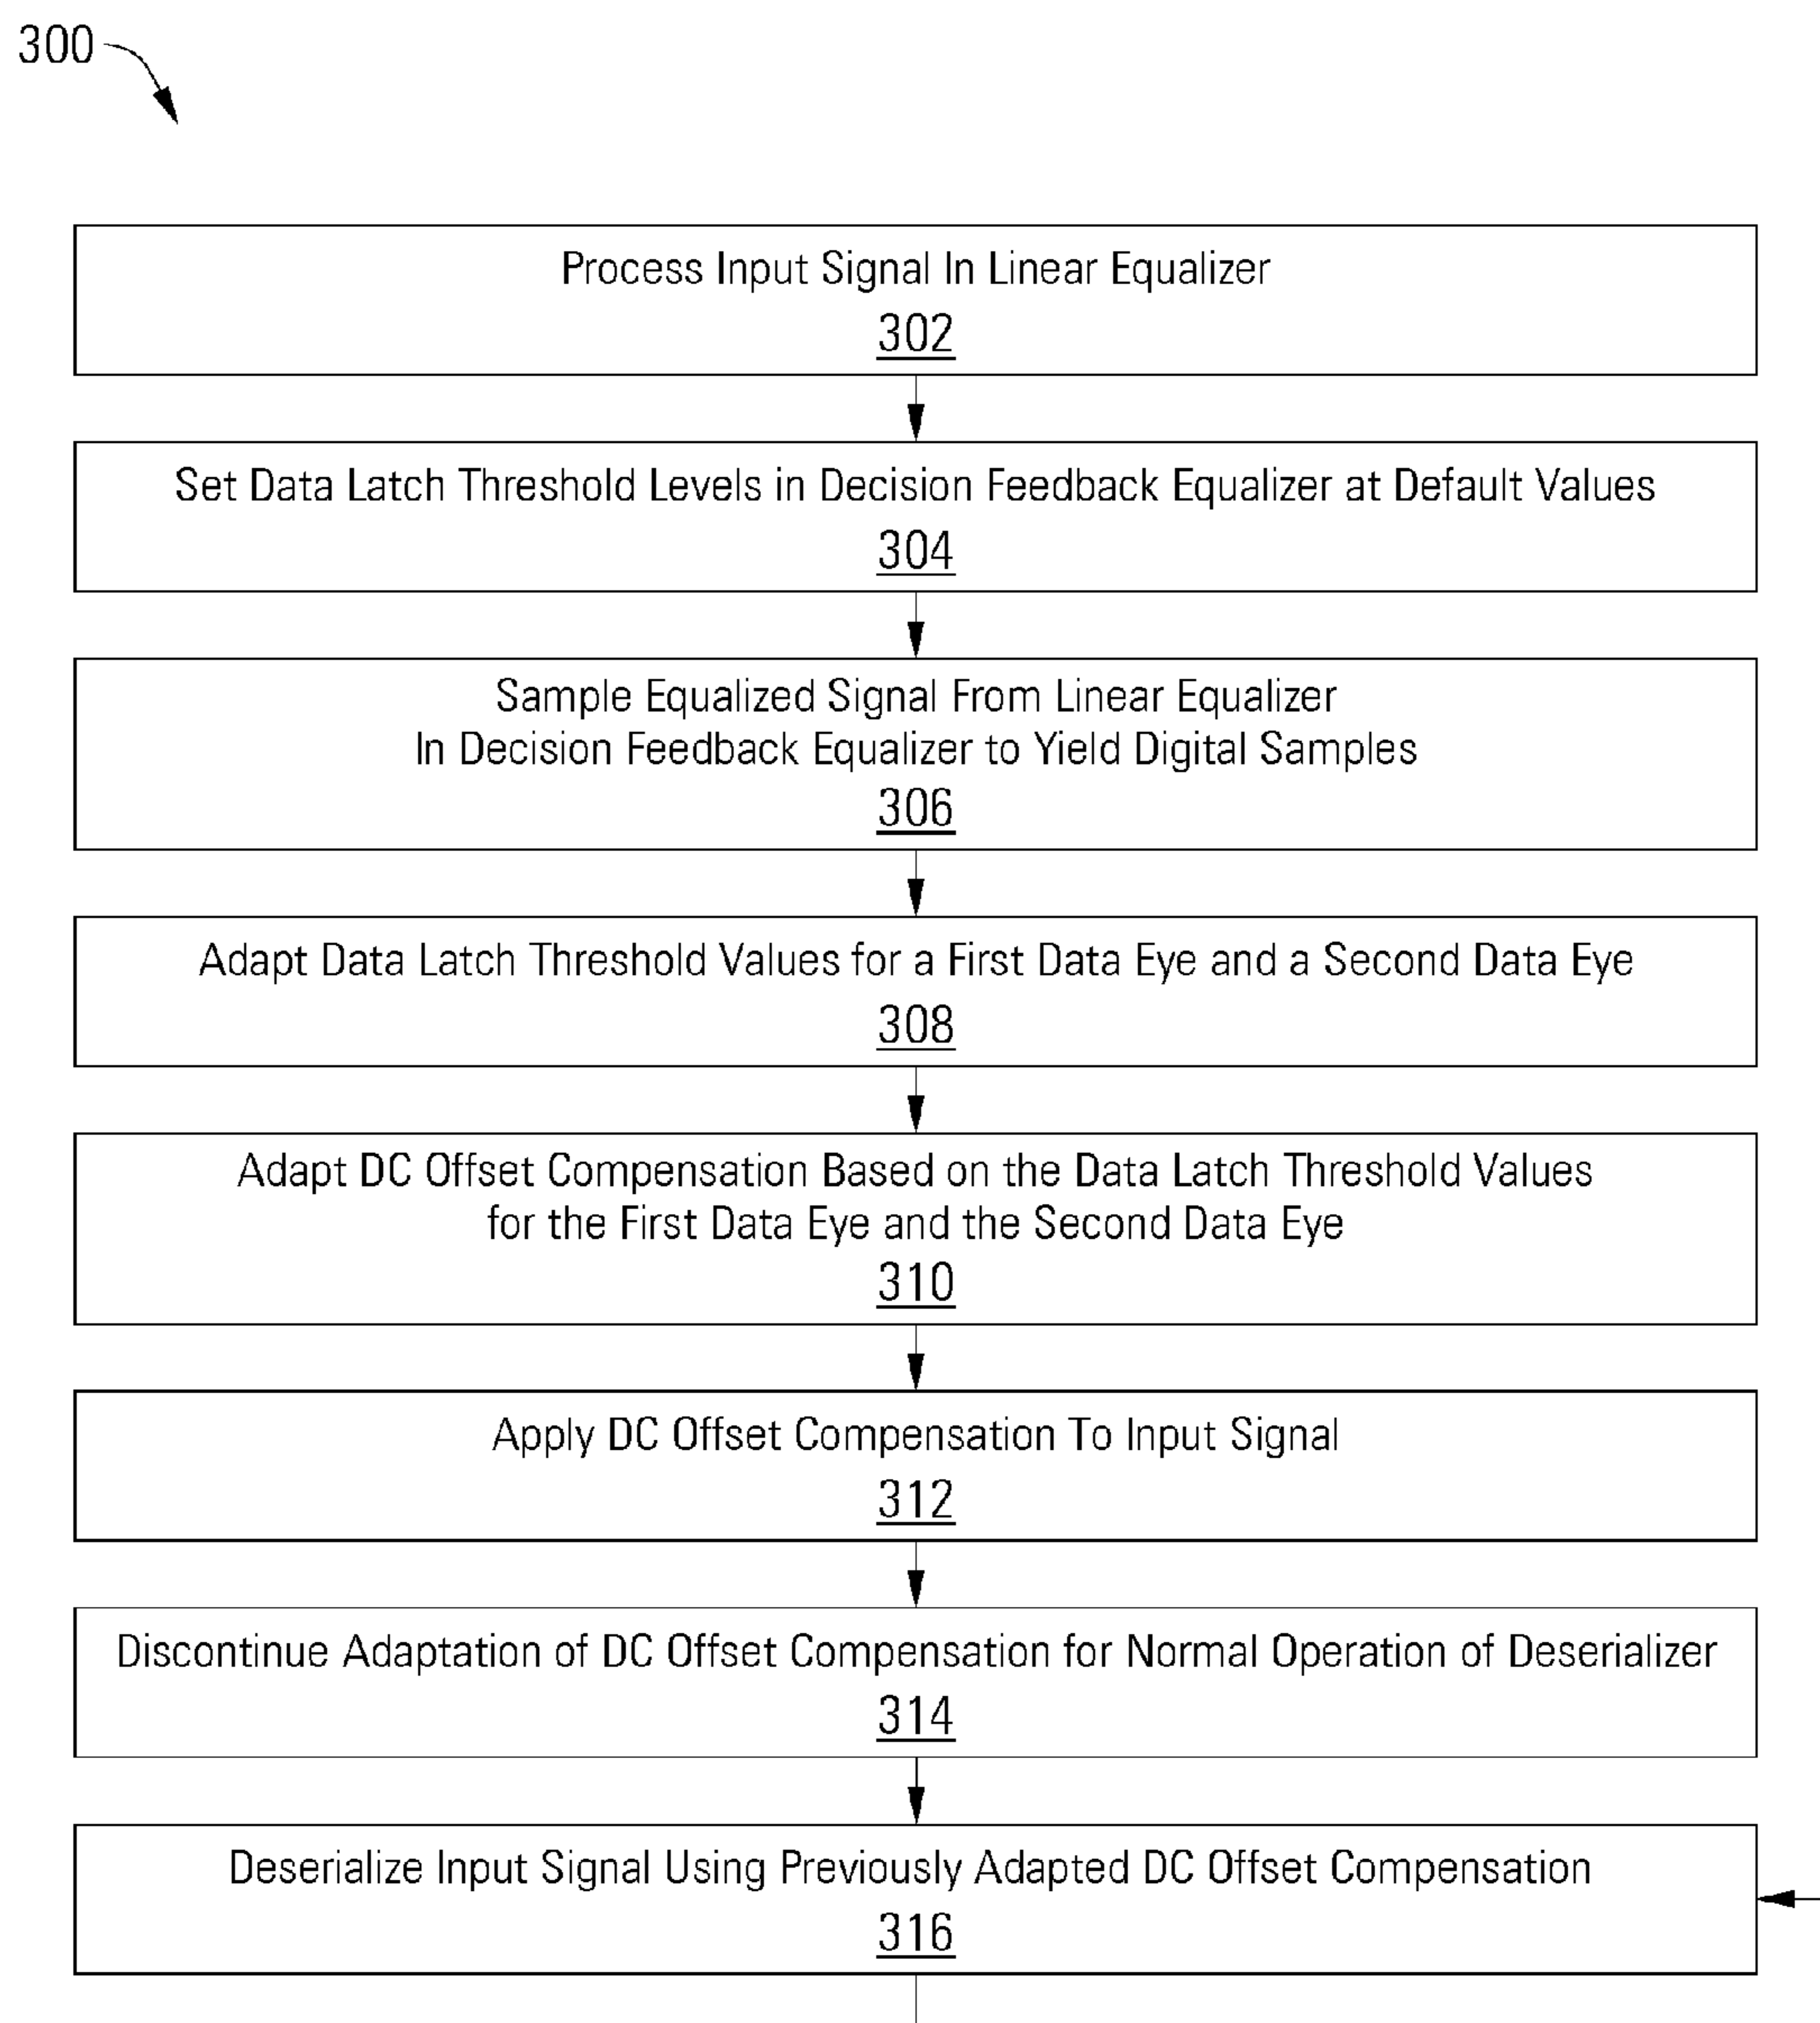 300
Process Input Signal In Linear Equalizer
302
Set Data Latch Threshold Levels in Decision Feedback Equalizer at Default Values
304
Sample Equalized Signal From Linear Equalizer
In Decision Feedback Equalizer to Yield Digital Samples
306
Adapt Data Latch Threshold Values for a First Data Eye and a Second Data Eye
308
Adapt DC Offset Compensation Based on the Data Latch Threshold Values
for the First Data Eye and the Second Data Eye
310
Apply DC Offset Compensation To Input Signal
312
Discontinue Adaptation of DC Offset Compensation for Normal Operation of Deserializer
314
Deserialize Input Signal Using Previously Adapted DC Offset Compensation
316